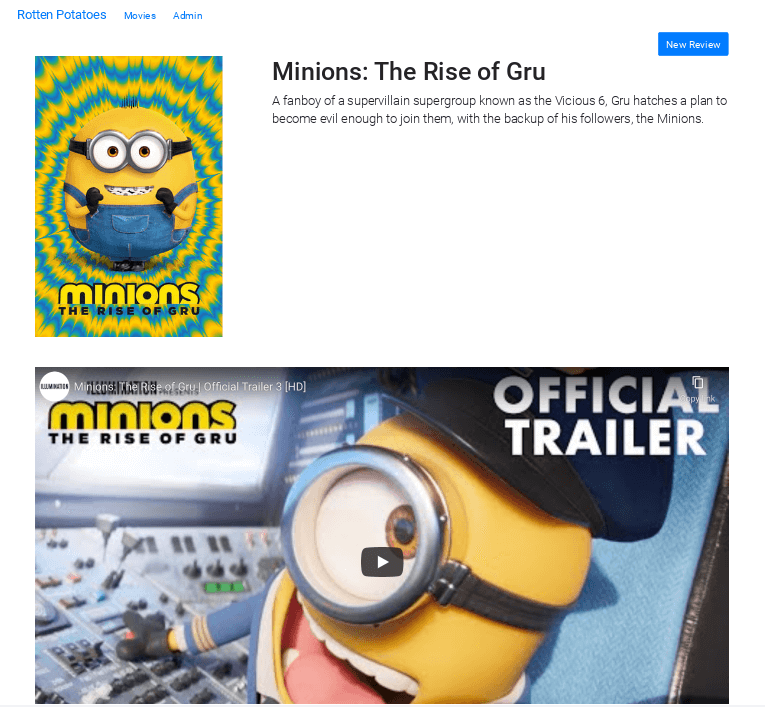 Rotten Potatoes Movies Admin
New Review
Minions: The Rise of Gru
A fanboy of a supervillain supergroup known as the Vicious 6, Gru hatches a plan to
become evil enough to join them, with the backup of his followers, the Minions.
minions
THE RISE OF GRU
ILLUMINATION
Minions: The Rise of Gru | Official Trailer 3 [HD]
Copy link
ILLUMINATION
minions
THE RISE OF GRU
OFFICIAL
TRAILER